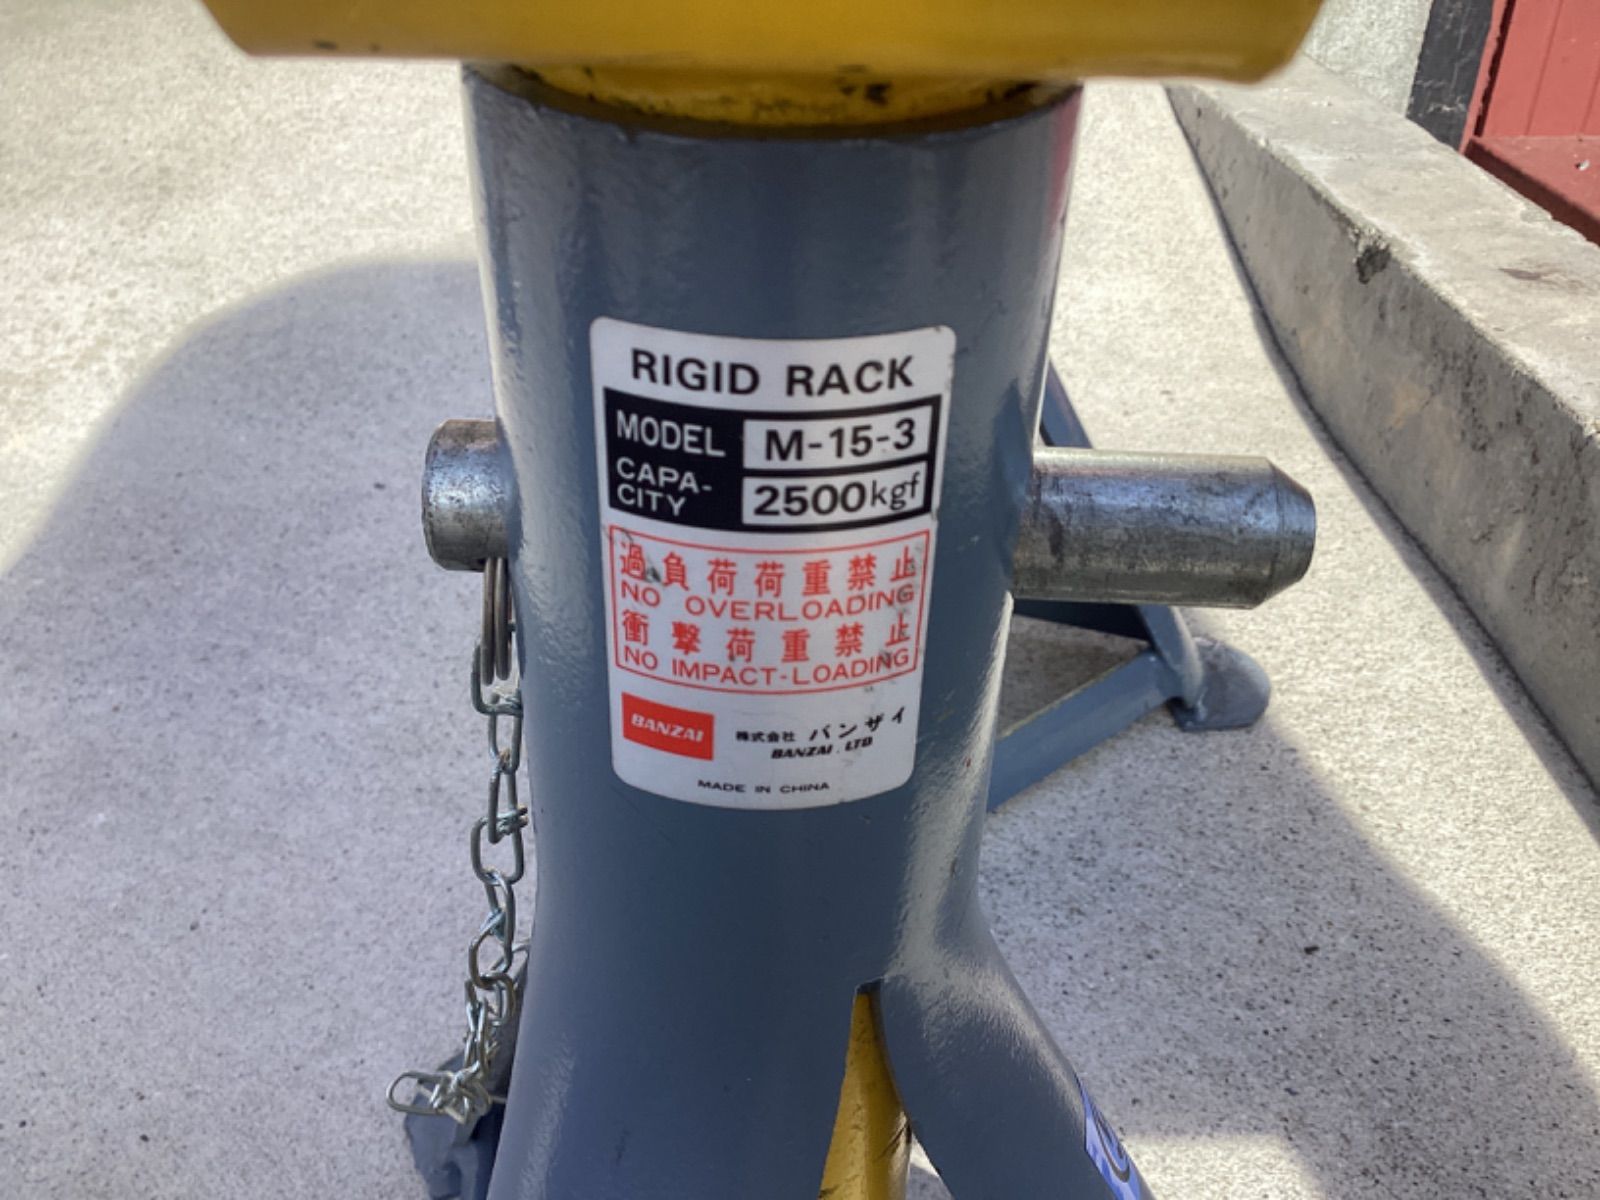 RIGID RACK
MODEL M-15-3
CAPA-
CITY 2500kgf
過負荷荷重禁止
NO OVERLOADING
衝撃荷重禁止
NO IMPACT-LOADING
BANZAI 株式会社 バンザイ
BANZAI. LTD
MADE IN CHINA